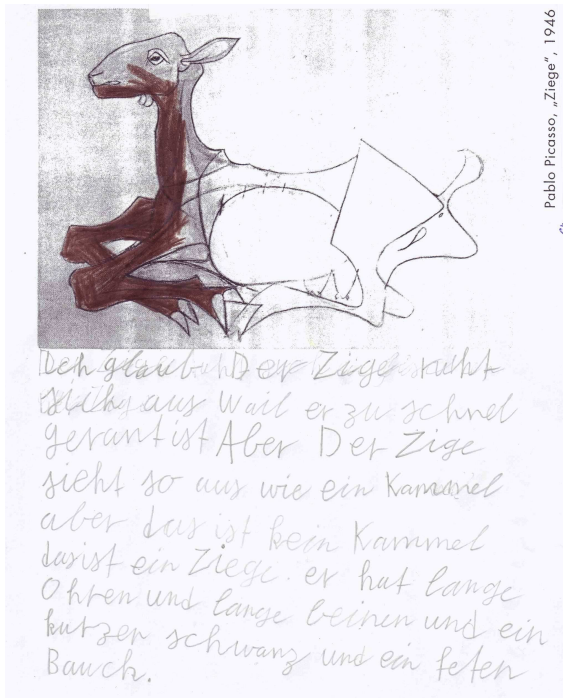 Pablo Picasso, „Ziege“, 1946
Ich glaub Der Zige ruht
sich aus Wail er zu schnel
gerant ist Aber Der Zige
sieht so aus wie ein Kammel
aber das ist kein Kammel
das ist ein Ziege. er hat lange
Ohren und lange beinen und ein
kurzer schwanz und ein feten
Bauch.